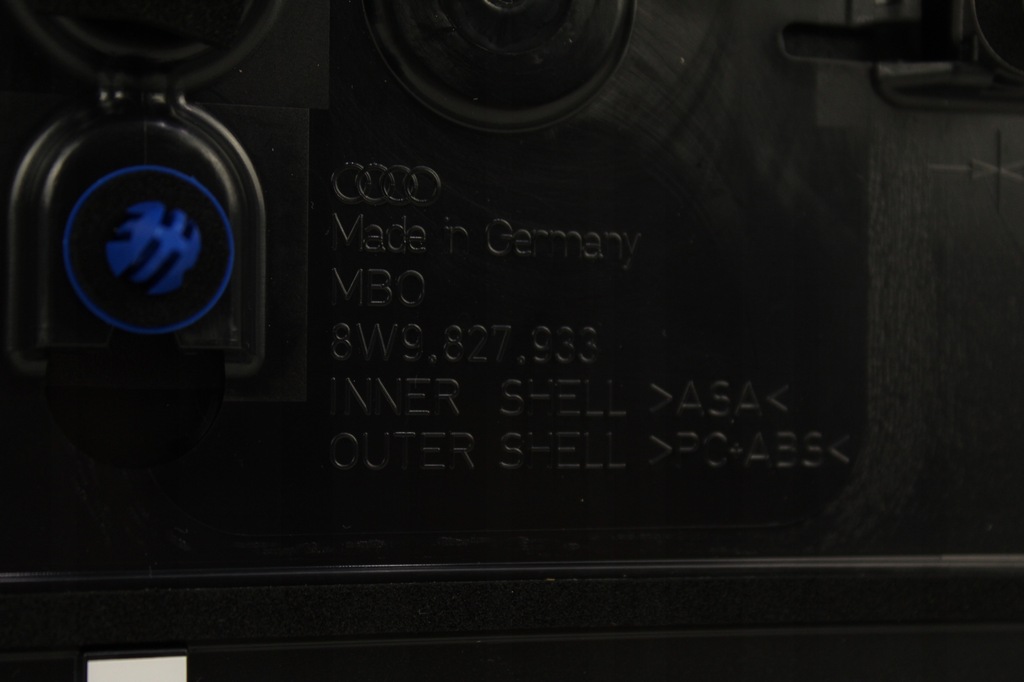 Made in Germany
MBO
8W9.827.933
INNER SHELL >ASA<
OUTER SHELL >PC+ABS<